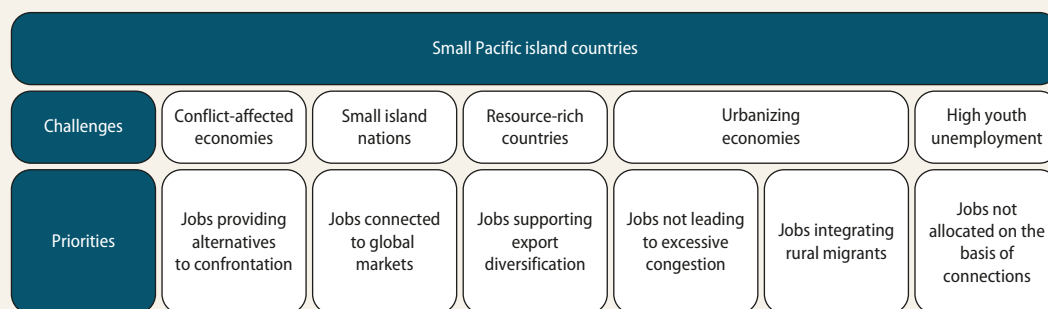 Small Pacific island countries
Challenges
Conflict-affected
economies
Small island
nations
Resource-rich
countries
Urbanizing
economies
High youth
unemployment
Priorities
Jobs providing
alternatives
to confrontation
Jobs connected
to global
markets
Jobs supporting
export
diversification
Jobs not leading
to excessive
congestion
Jobs integrating
rural migrants
Jobs not
allocated on the
basis of
connections